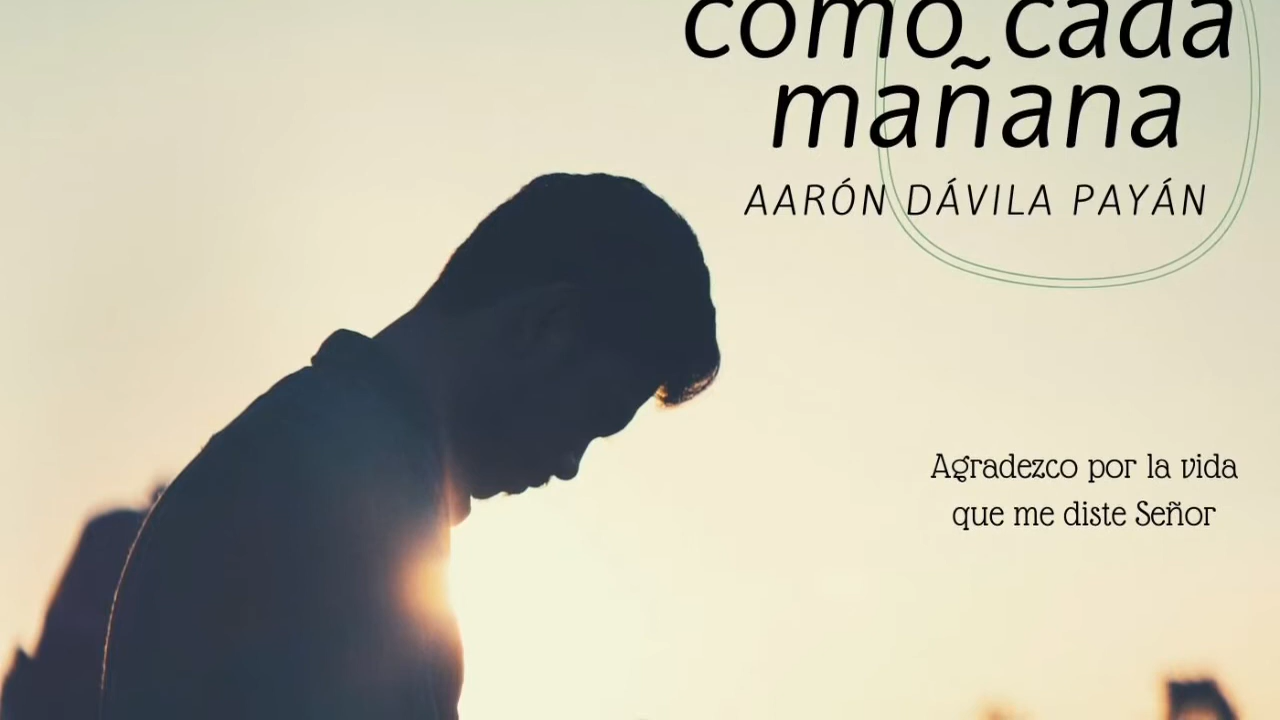 como cada
mañana
AARÓN DÁVILA PAYÁN
Agradezco por la vida
que me diste Señor